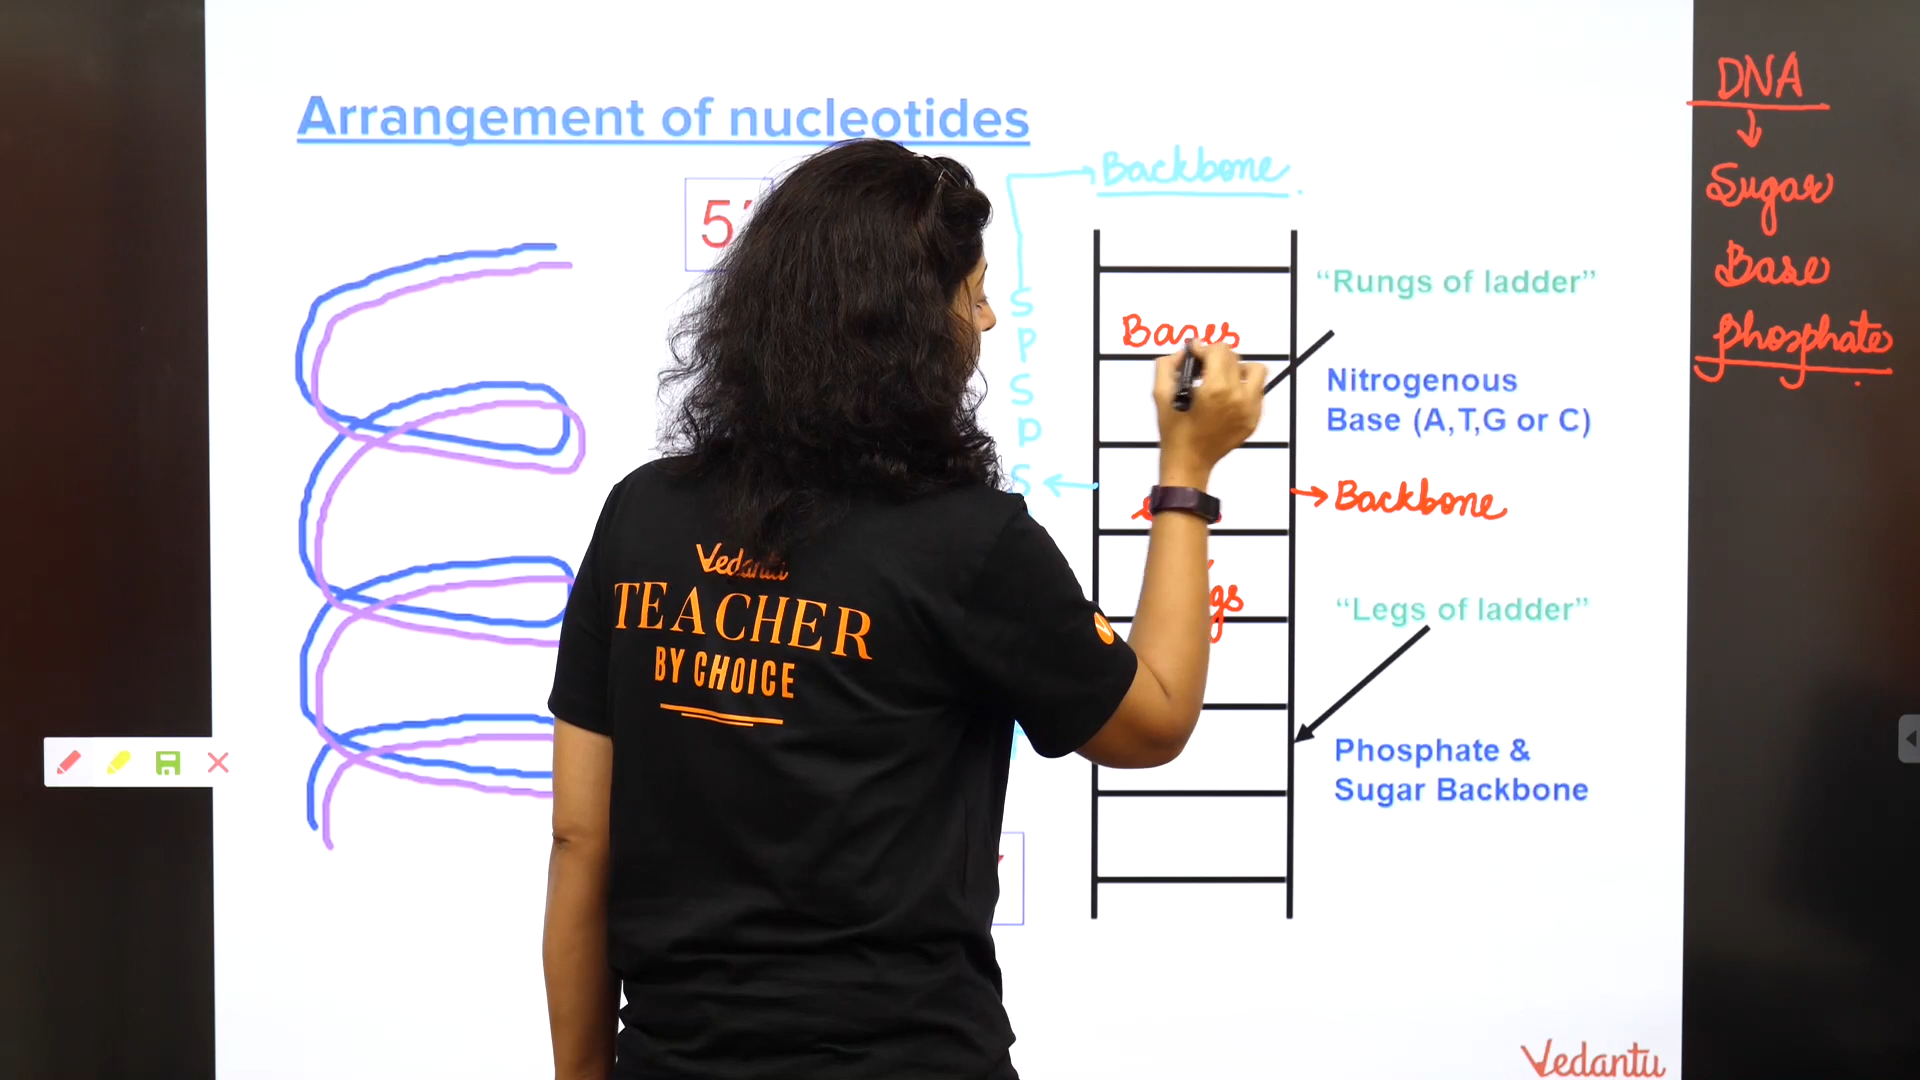 Arrangement of nucleotides
5'
Backbone
S
P
S
P
S
Bases
"Rungs of ladder"
Nitrogenous
Base (A,T,G or C)
Backbone
"Legs of ladder"
Phosphate &
Sugar Backbone
DNA
Sugar
Base
phosphate
Vedantu
TEACHER
BY CHOICE
Vedantu